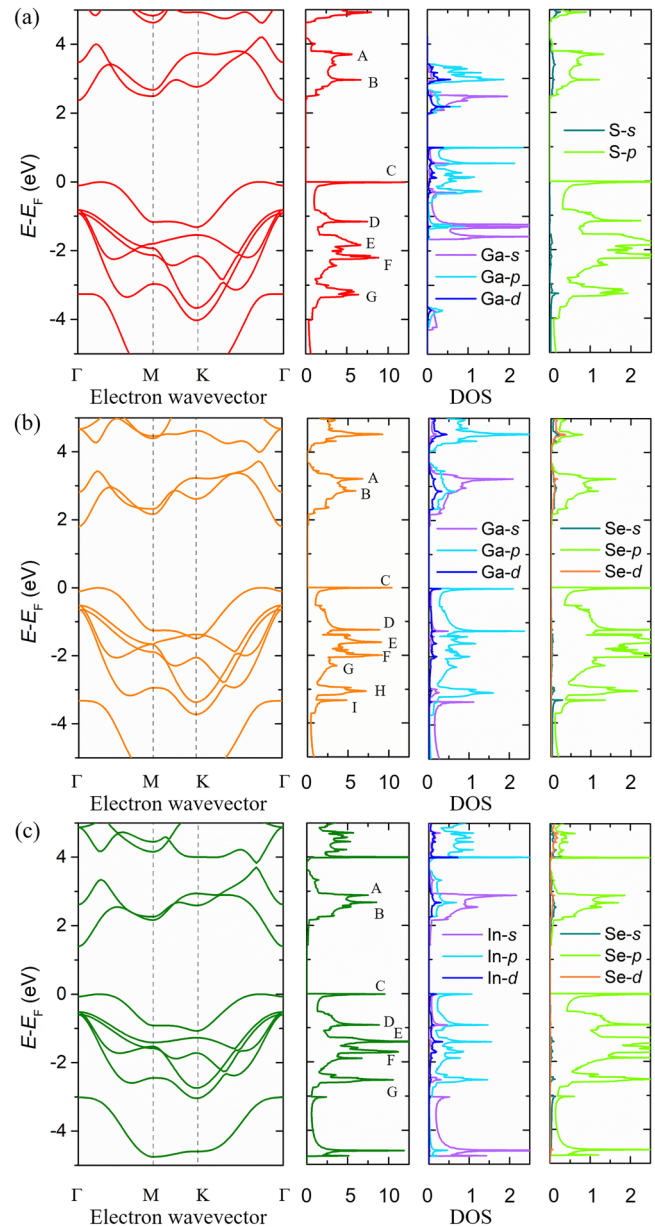 (a)
E-E_F (eV)
4
2
0
-2
-4
A
B
C
D
E
F
G
Ga-s
Ga-p
Ga-d
S-s
S-p
Γ M K Γ
0 5 10
0 1 2
0 1 2
Electron wavevector
DOS
(b)
E-E_F (eV)
4
2
0
-2
-4
A
B
C
D
E
F
G
H
I
Ga-s
Ga-p
Ga-d
Se-s
Se-p
Se-d
Γ M K Γ
0 5 10
0 1 2
0 1 2
Electron wavevector
DOS
(c)
E-E_F (eV)
4
2
0
-2
-4
A
B
C
D
E
F
G
In-s
In-p
In-d
Se-s
Se-p
Se-d
Γ M K Γ
0 5 10
0 1 2
0 1 2
Electron wavevector
DOS